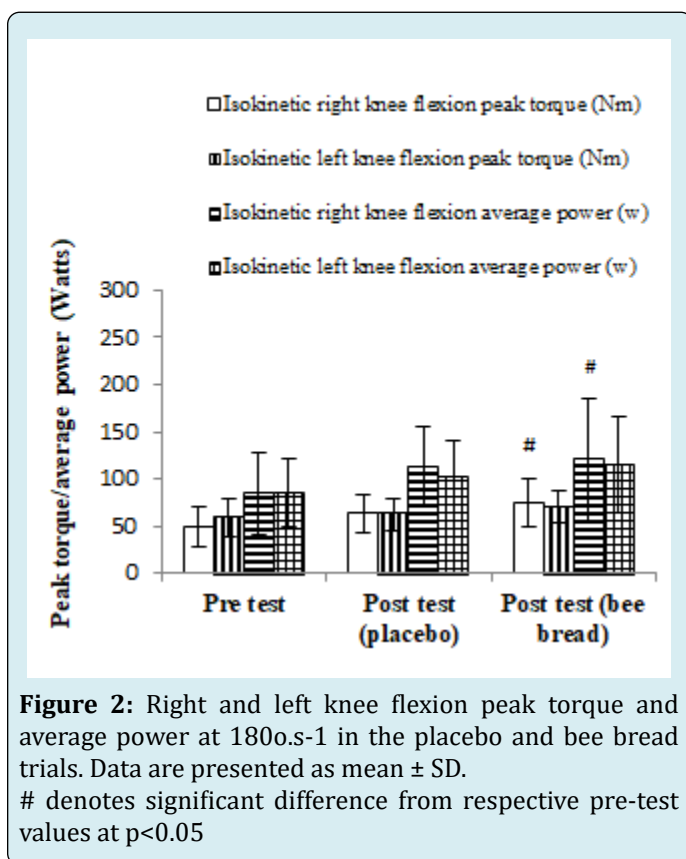 □Isokinetic right knee flexion peak torque (Nm)
Isokinetic left knee flexion peak torque (Nm)
Isokinetic right knee flexion average power (w)
Isokinetic left knee flexion average power (w)
Peak torque/average power (Watts)
300
250
200
150
100
50
0
#
#
Pre test
Post test
(placebo)
Post test (bee
bread)
Figure 2: Right and left knee flexion peak torque and
average power at 180o.s-1 in the placebo and bee bread
trials. Data are presented as mean ± SD.
# denotes significant difference from respective pre-test
values at p<0.05